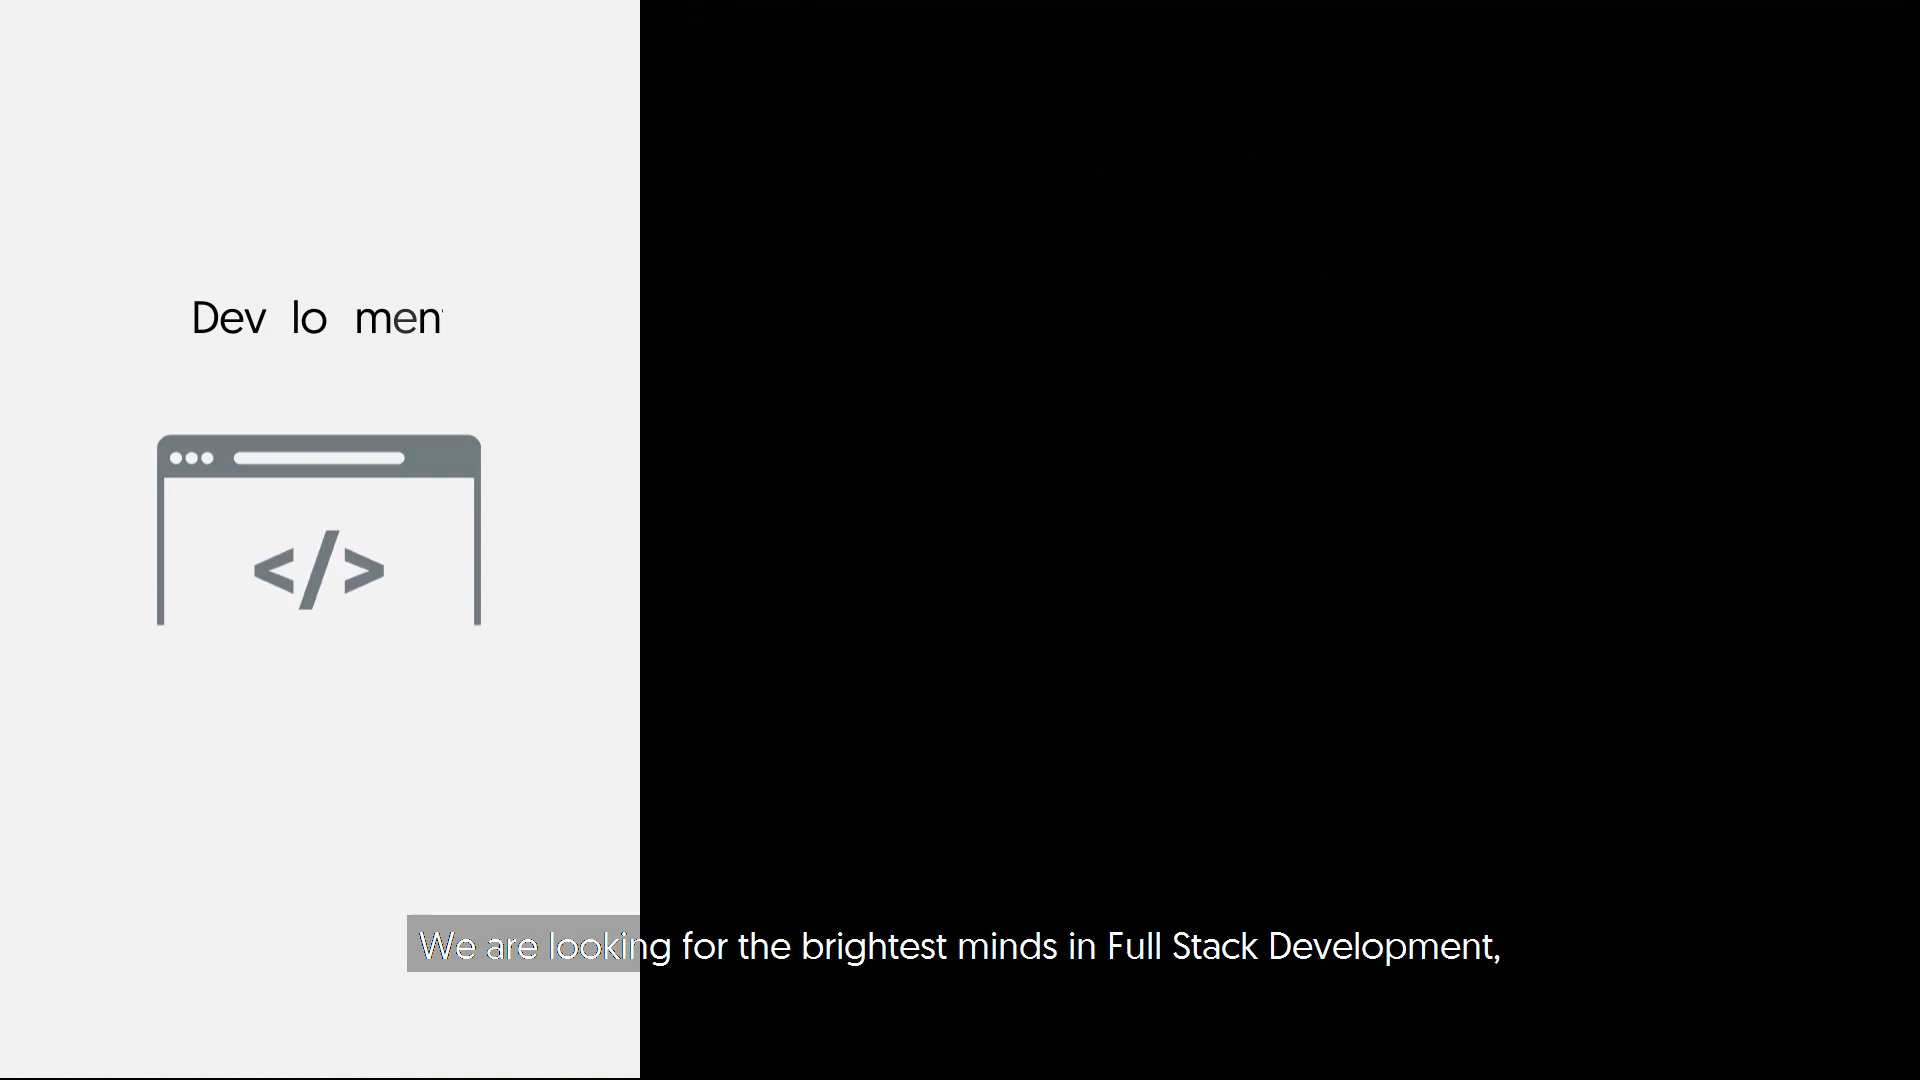 Dev lo men
</>
We are looking for the brightest minds in Full Stack Development,